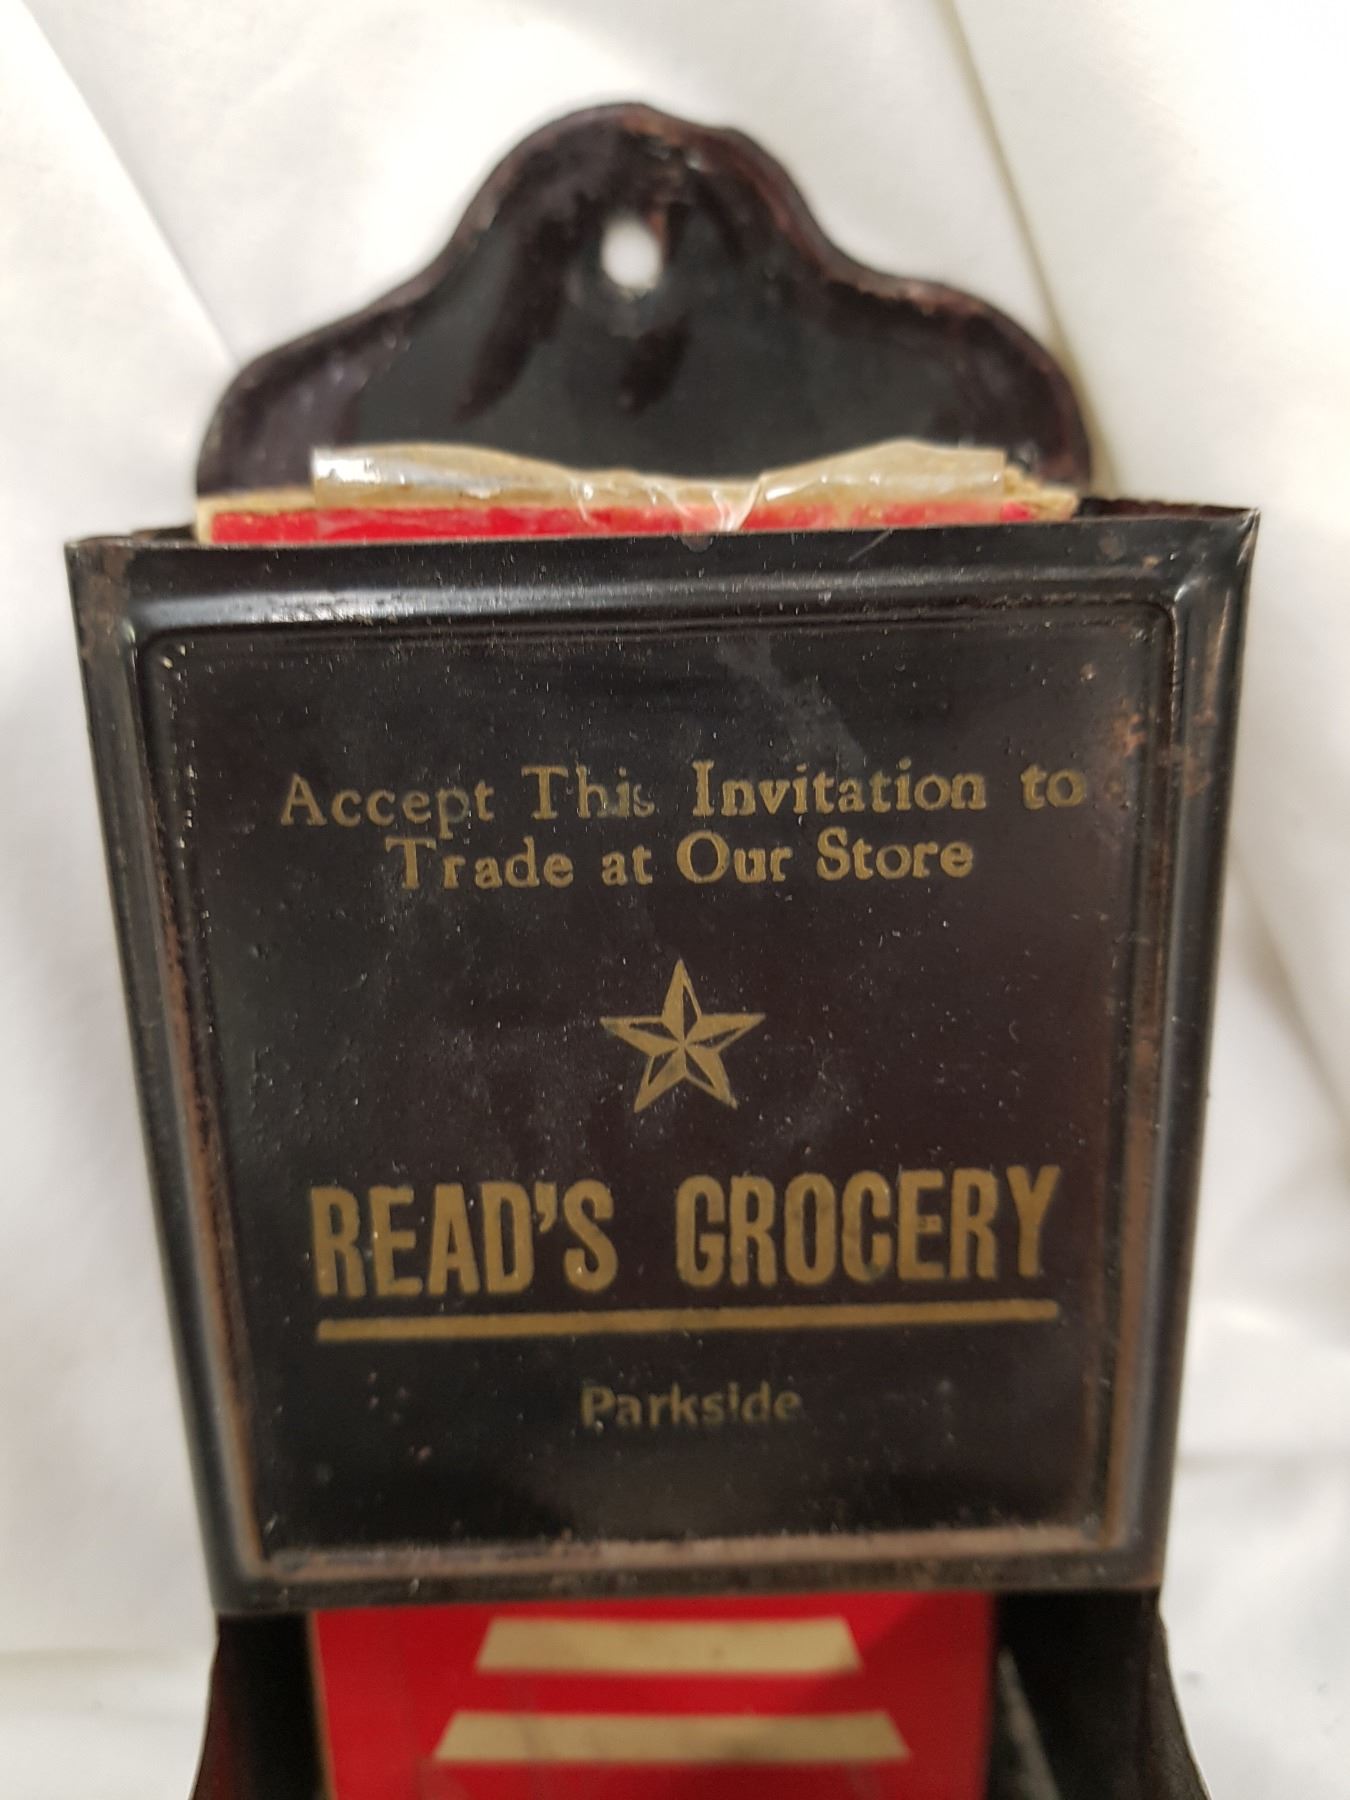 Accept This Invitation to
Trade at Our Store
READ'S GROCERY
Parkside